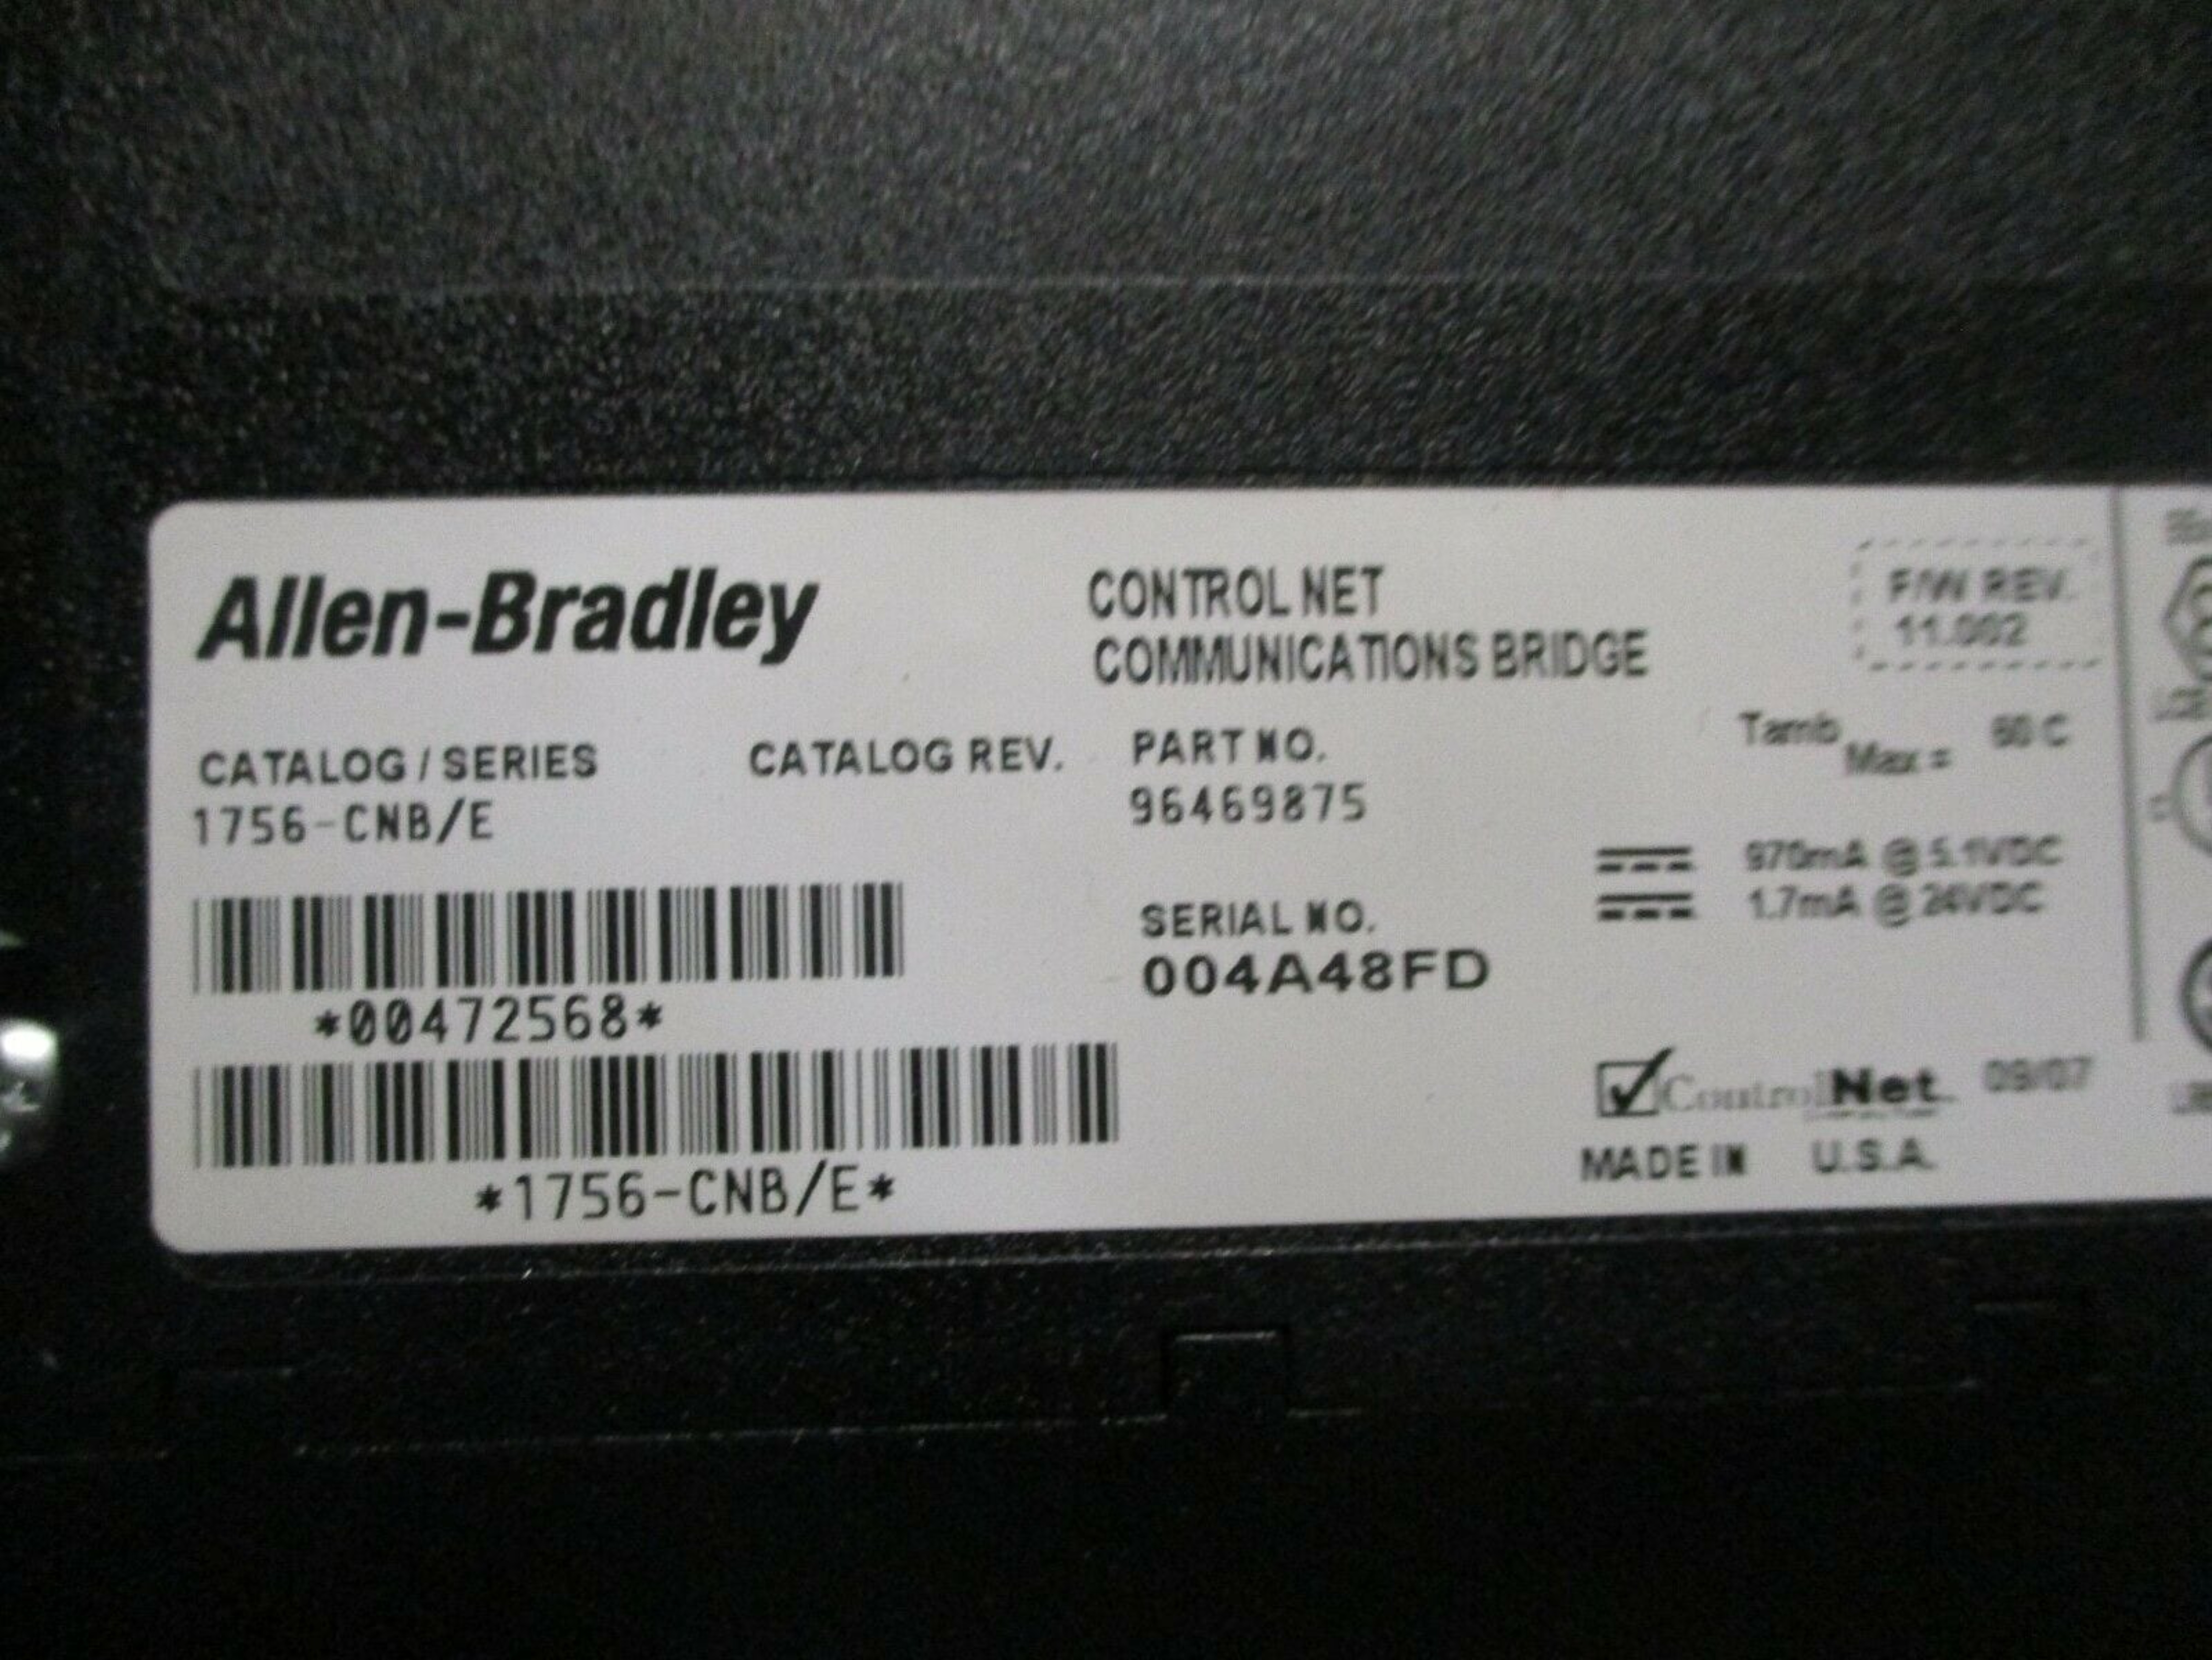 Allen-Bradley
CONTROL NET
COMMUNICATIONS BRIDGE
F/W REV.
11.002
CATALOG / SERIES
1756-CNB/E
CATALOG REV.
PART NO.
96469875
Tamb Max = 60 C
970mA @ 5.1VDC
1.7mA @ 24VDC
SERIAL NO.
004A48FD
*00472568*
ControlNet 09/07
MADE IN U.S.A.
*1756-CNB/E*